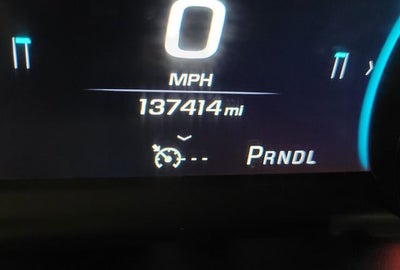 0
MPH
137414 mi
--- PRNDL